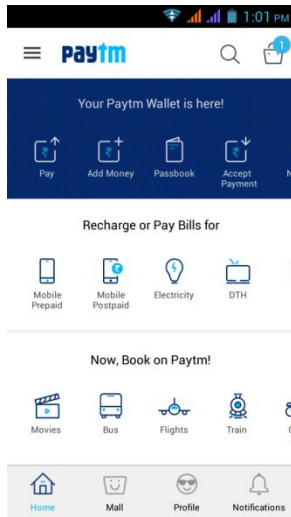 1:01 PM
Paytm
1
Your Paytm Wallet is here!
Pay
Add Money
Passbook
Accept
Payment
N
Recharge or Pay Bills for
Mobile
Prepaid
Mobile
Postpaid
Electricity
DTH
Now, Book on Paytm!
Movies
Bus
Flights
Train
Home
Mall
Profile
Notifications